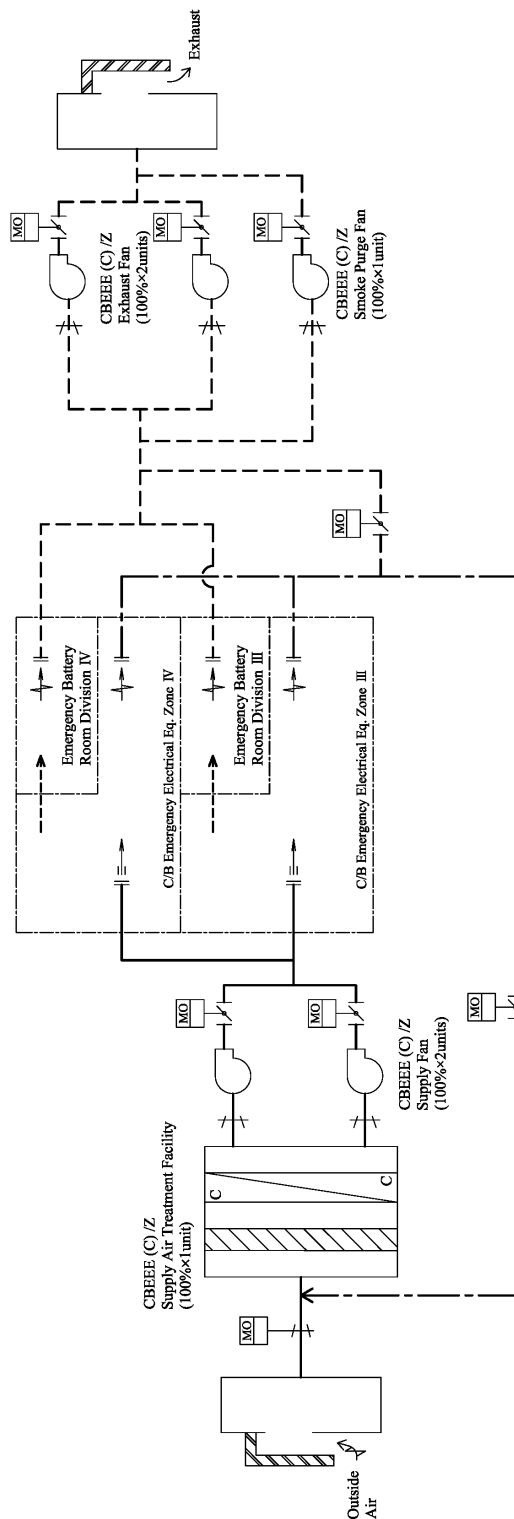 Outside
Air
MO
CBEEE (C) /Z
Supply Air Treatment Facility
(100%×1unit)
C
C
MO
MO
CBEEE (C) /Z
Supply Fan
(100%×2units)
MO
Emergency Battery
Room Division IV
C/B Emergency Electrical Eq. Zone IV
Emergency Battery
Room Division III
C/B Emergency Electrical Eq. Zone III
MO
MO
CBEEE (C) /Z
Exhaust Fan
(100%×2units)
MO
MO
CBEEE (C) /Z
Smoke Purge Fan
(100%×1unit)
Exhaust